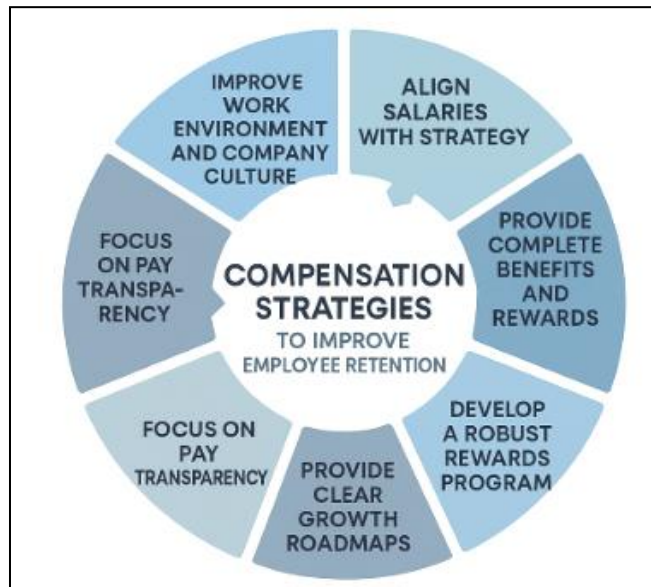 COMPENSATION
STRATEGIES
TO IMPROVE
EMPLOYEE RETENTION
ALIGN
SALARIES
WITH STRATEGY
PROVIDE
COMPLETE
BENEFITS
AND
REWARDS
DEVELOP
A ROBUST
REWARDS
PROGRAM
PROVIDE
CLEAR
GROWTH
ROADMAPS
FOCUS ON
PAY
TRANSPARENCY
FOCUS
ON PAY
TRANSPA-
RENCY
IMPROVE
WORK
ENVIRONMENT
AND COMPANY
CULTURE